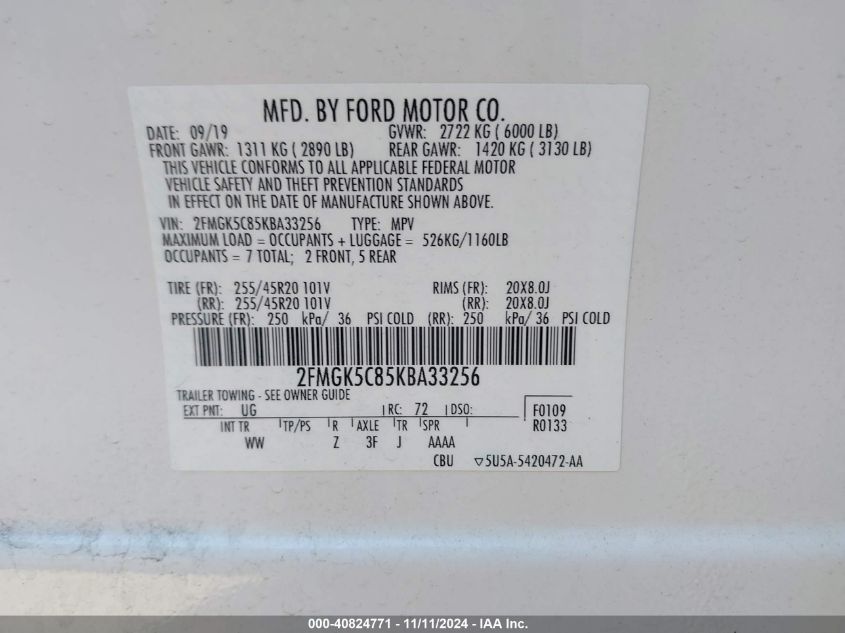 MFD. BY FORD MOTOR CO.
DATE: 09/19 GVWR: 2722 KG ( 6000 LB)
FRONT GAWR: 1311 KG ( 2890 LB) REAR GAWR: 1420 KG ( 3130 LB)
THIS VEHICLE CONFORMS TO ALL APPLICABLE FEDERAL MOTOR
VEHICLE SAFETY AND THEFT PREVENTION STANDARDS
IN EFFECT ON THE DATE OF MANUFACTURE SHOWN ABOVE.
VIN: 2FMGK5C85KBA33256 TYPE: MPV
MAXIMUM LOAD = OCCUPANTS + LUGGAGE = 526KG/1160LB
OCCUPANTS = 7 TOTAL; 2 FRONT, 5 REAR
TIRE (FR): 255/45R20 101V RIMS (FR): 20X8.0J
(RR): 255/45R20 101V (RR): 20X8.0J
PRESSURE (FR): 250 kPa/ 36 PSI COLD (RR): 250 kPa/ 36 PSI COLD
2FMGK5C85KBA33256
TRAILER TOWING - SEE OWNER GUIDE
EXT PNT: UG RC: 72 DSO: F0109
INT TR TP/PS R AXLE TR SPR R0133
WW Z 3F J AAAA
CBU ▽5U5A-5420472-AA
000-40824771 - 11/11/2024 - IAA Inc.